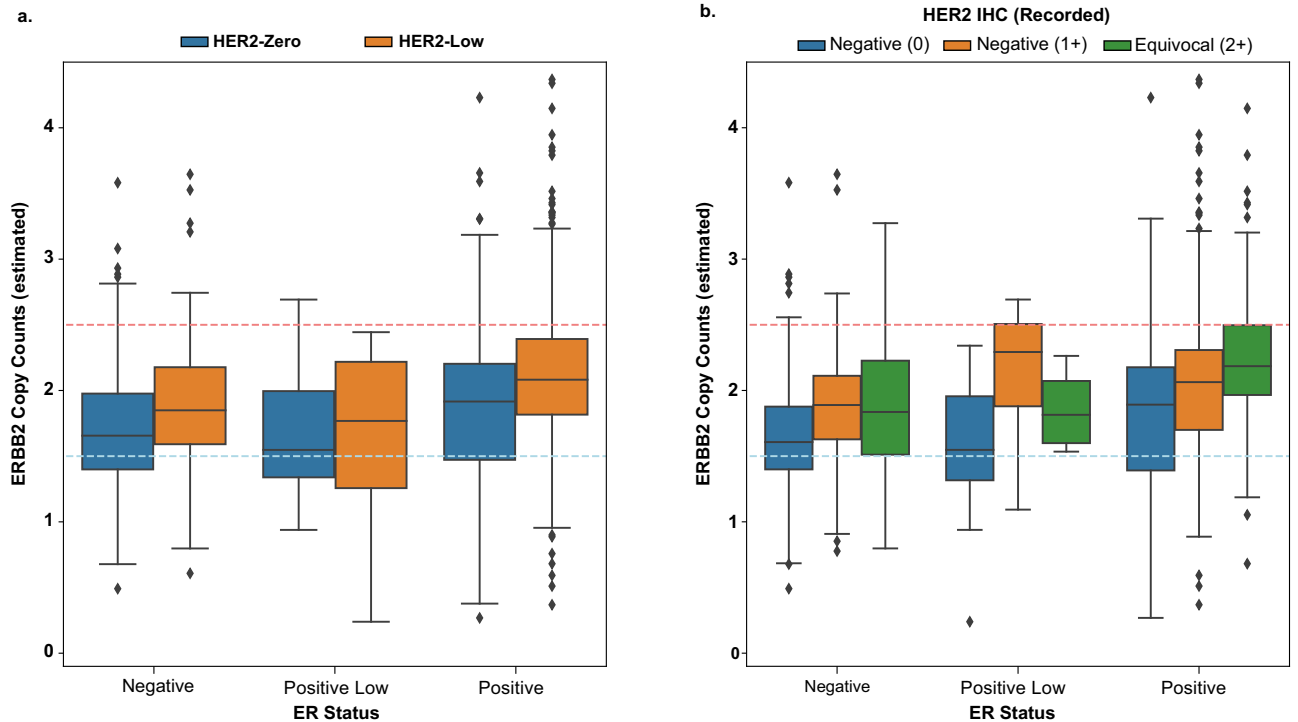 a.
HER2-Zero HER2-Low
ERBB2 Copy Counts (estimated)
4
3
2
1
0
Negative Positive Low Positive
ER Status
b.
HER2 IHC (Recorded)
Negative (0) Negative (1+) Equivocal (2+)
ERBB2 Copy Counts (estimated)
4
3
2
1
0
Negative Positive Low Positive
ER Status